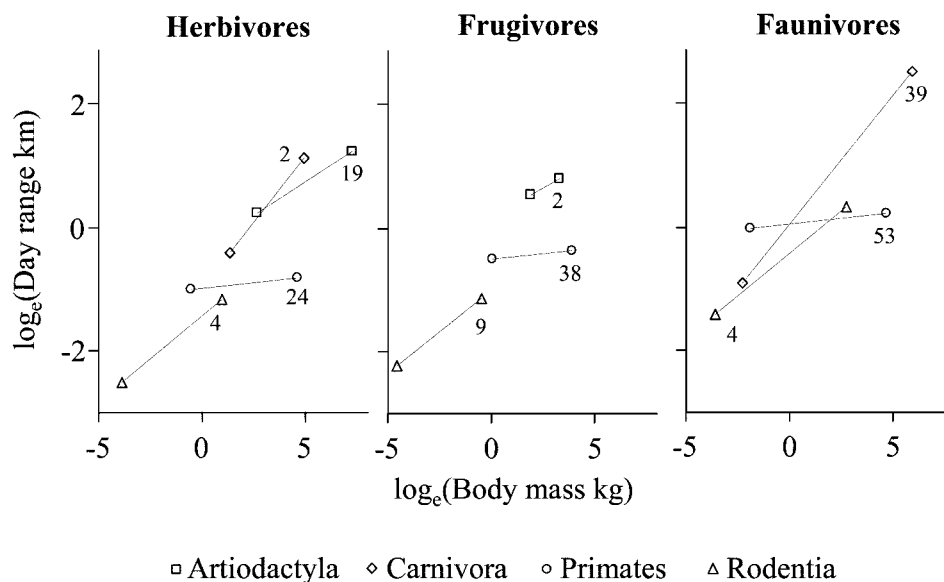 Herbivores Frugivores Faunivores
2
0
-2
log_e(Day range km)
2
19
24
4
2
38
9
39
53
4
-5 0 5 -5 0 5 -5 0 5
log_e(Body mass kg)
Artiodactyla Carnivora Primates Rodentia